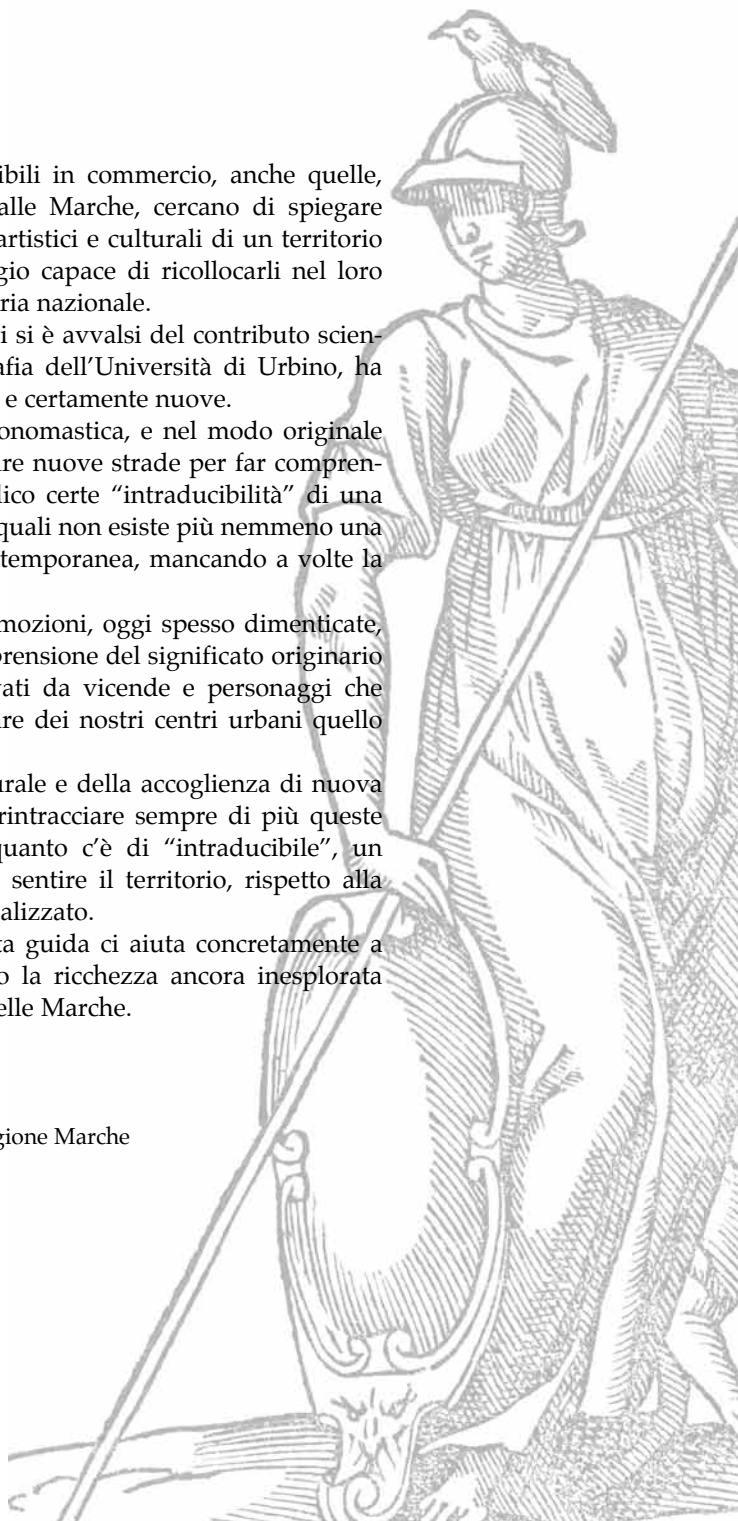 ibili in commercio, anche quelle,
alle Marche, cercano di spiegare
artistici e culturali di un territorio
gio capace di ricollocarli nel loro
ria nazionale.
i si è avvalsi del contributo scien-
afia dell’Università di Urbino, ha
e certamente nuove.
onomastica, e nel modo originale
re nuove strade per far compren-
lico certe “intraducibilità” di una
quali non esiste più nemmeno una
temporanea, mancando a volte la
mozioni, oggi spesso dimenticate,
prensione del significato originario
vati da vicende e personaggi che
re dei nostri centri urbani quello
urale e della accoglienza di nuova
rintracciare sempre di più queste
quanto c’è di “intraducibile”, un
sentire il territorio, rispetto alla
alizzato.
ta guida ci aiuta concretamente a
o la ricchezza ancora inesplorata
elle Marche.
gione Marche